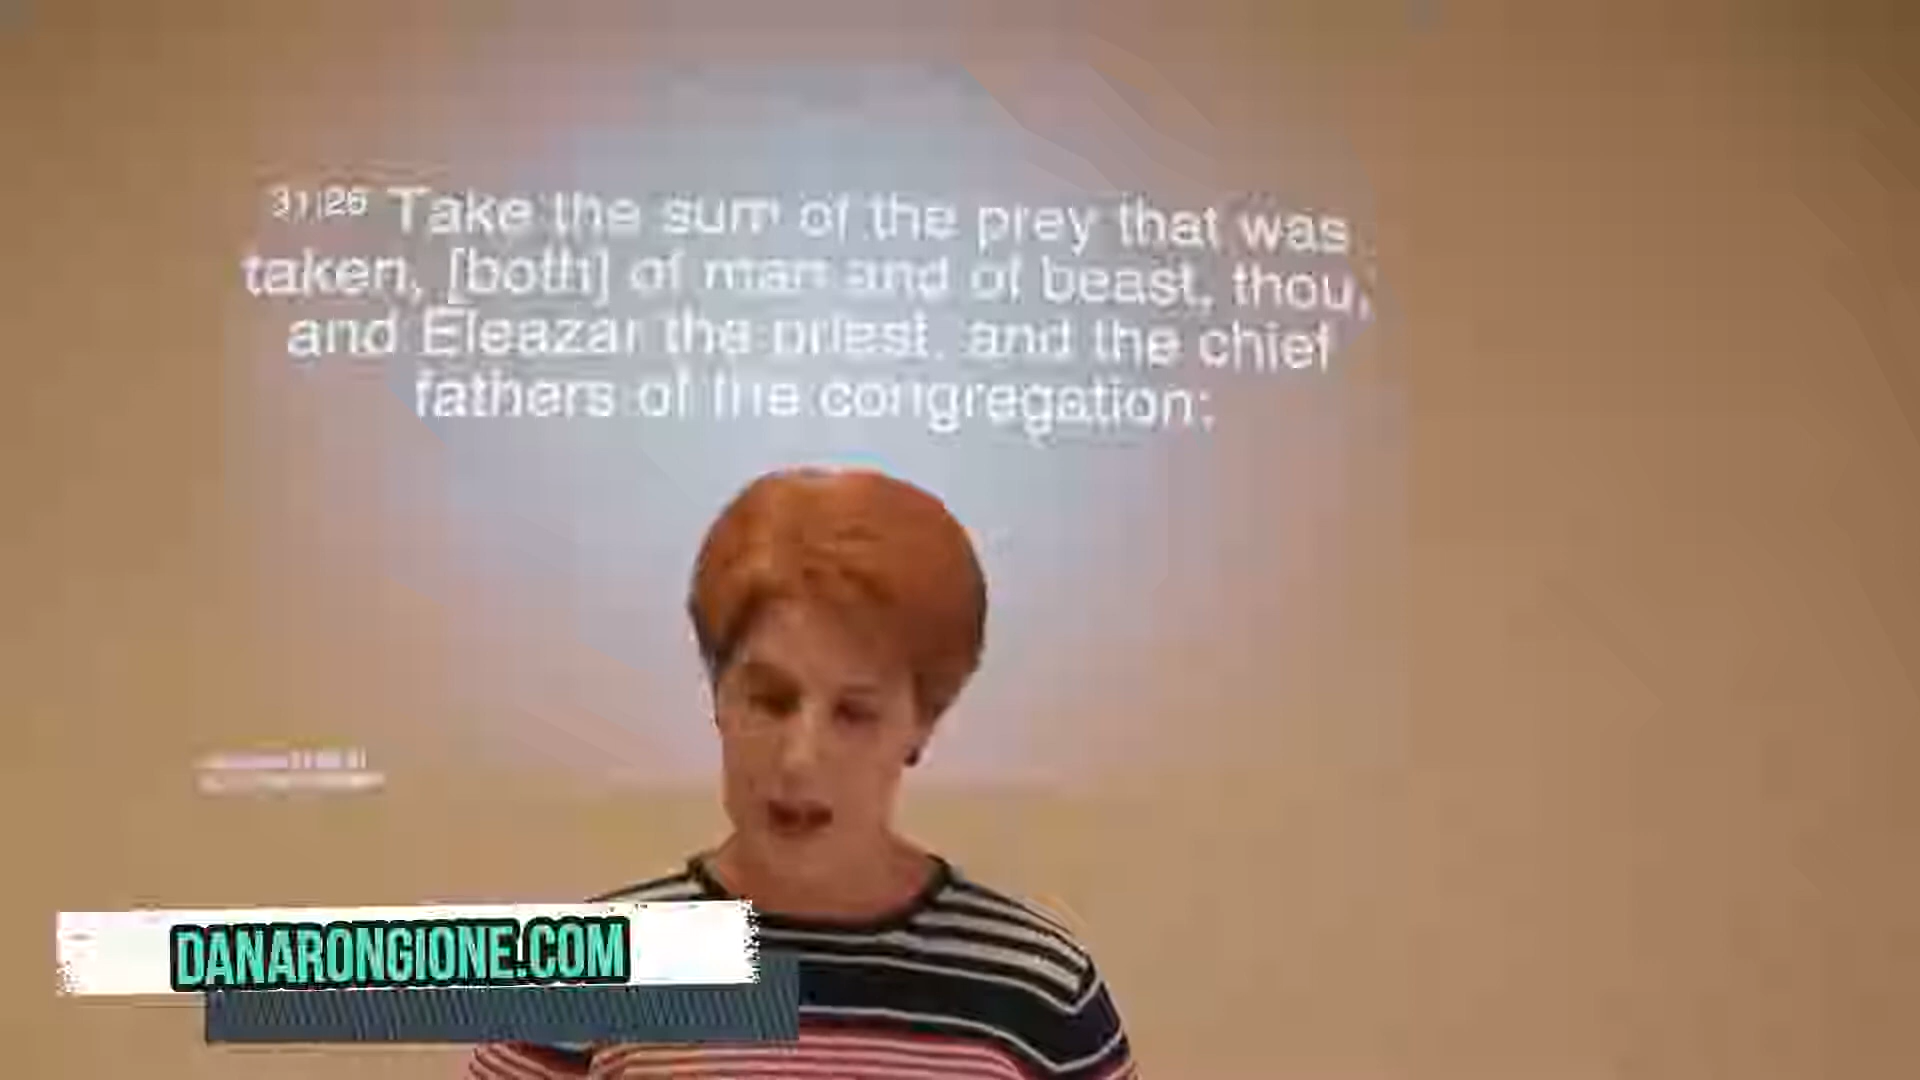 31:26 Take the sum of the prey that was
taken, [both] of man and of beast, thou,
and Eleazar the priest, and the chief
fathers of the congregation:
DANARONGIONE.COM